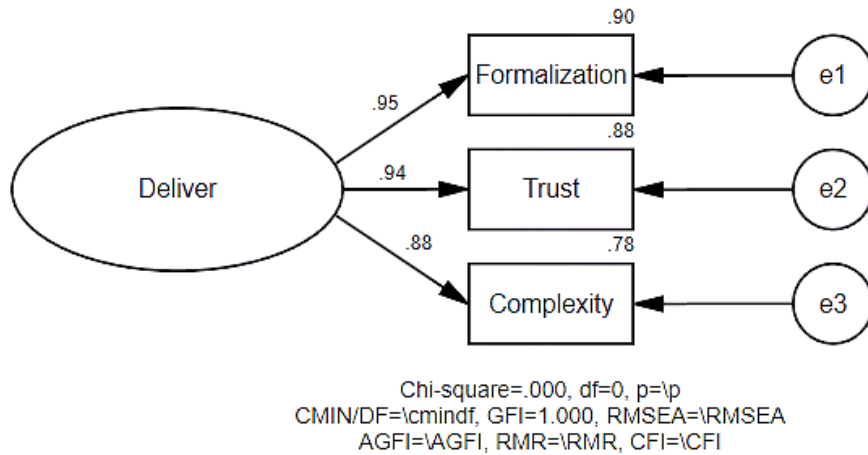 .90
Formalization
e1
.95
.88
Deliver
.94
Trust
e2
.78
.88
Complexity
e3
Chi-square=.000, df=0, p=\p
CMIN/DF=\cmindf, GFI=1.000, RMSEA=\RMSEA
AGFI=\AGFI, RMR=\RMR, CFI=\CFI